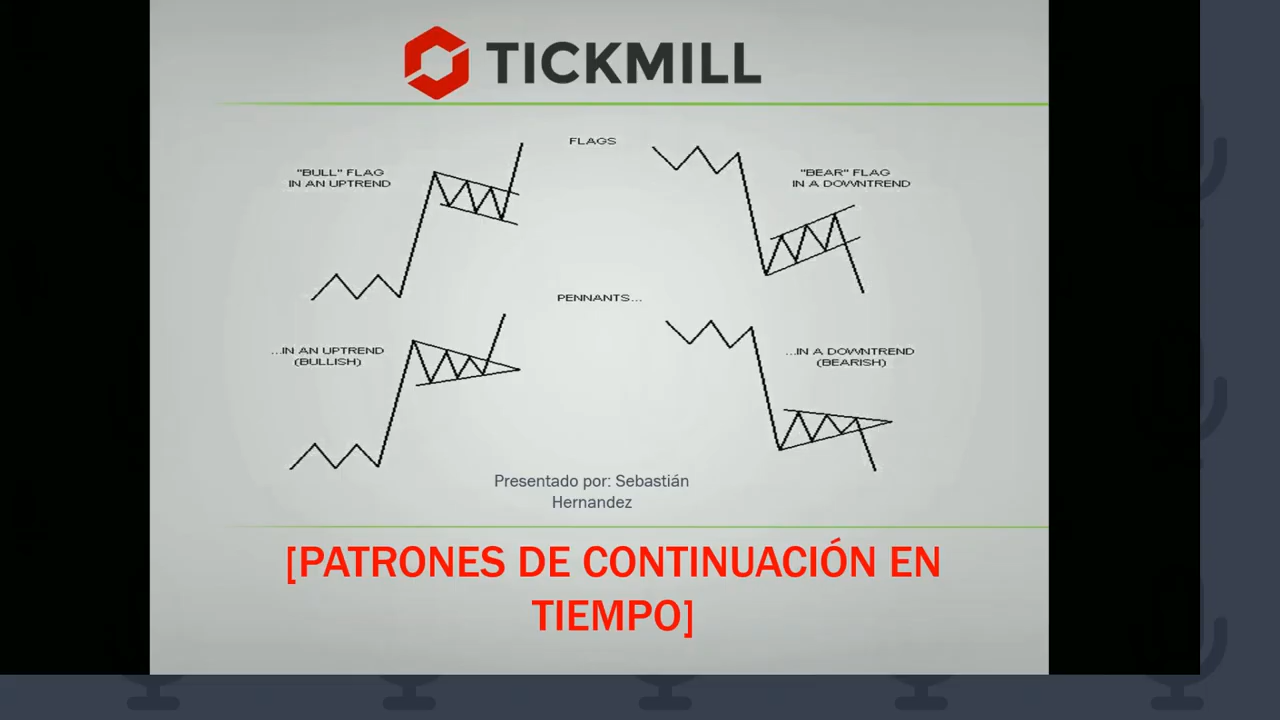 TICKMILL
FLAGS
"BULL" FLAG
IN AN UPTREND
"BEAR" FLAG
IN A DOWNTREND
PENNANTS...
...IN AN UPTREND
(BULLISH)
...IN A DOWNTREND
(BEARISH)
Presentado por: Sebastián
Hernandez
[PATRONES DE CONTINUACIÓN EN
TIEMPO]